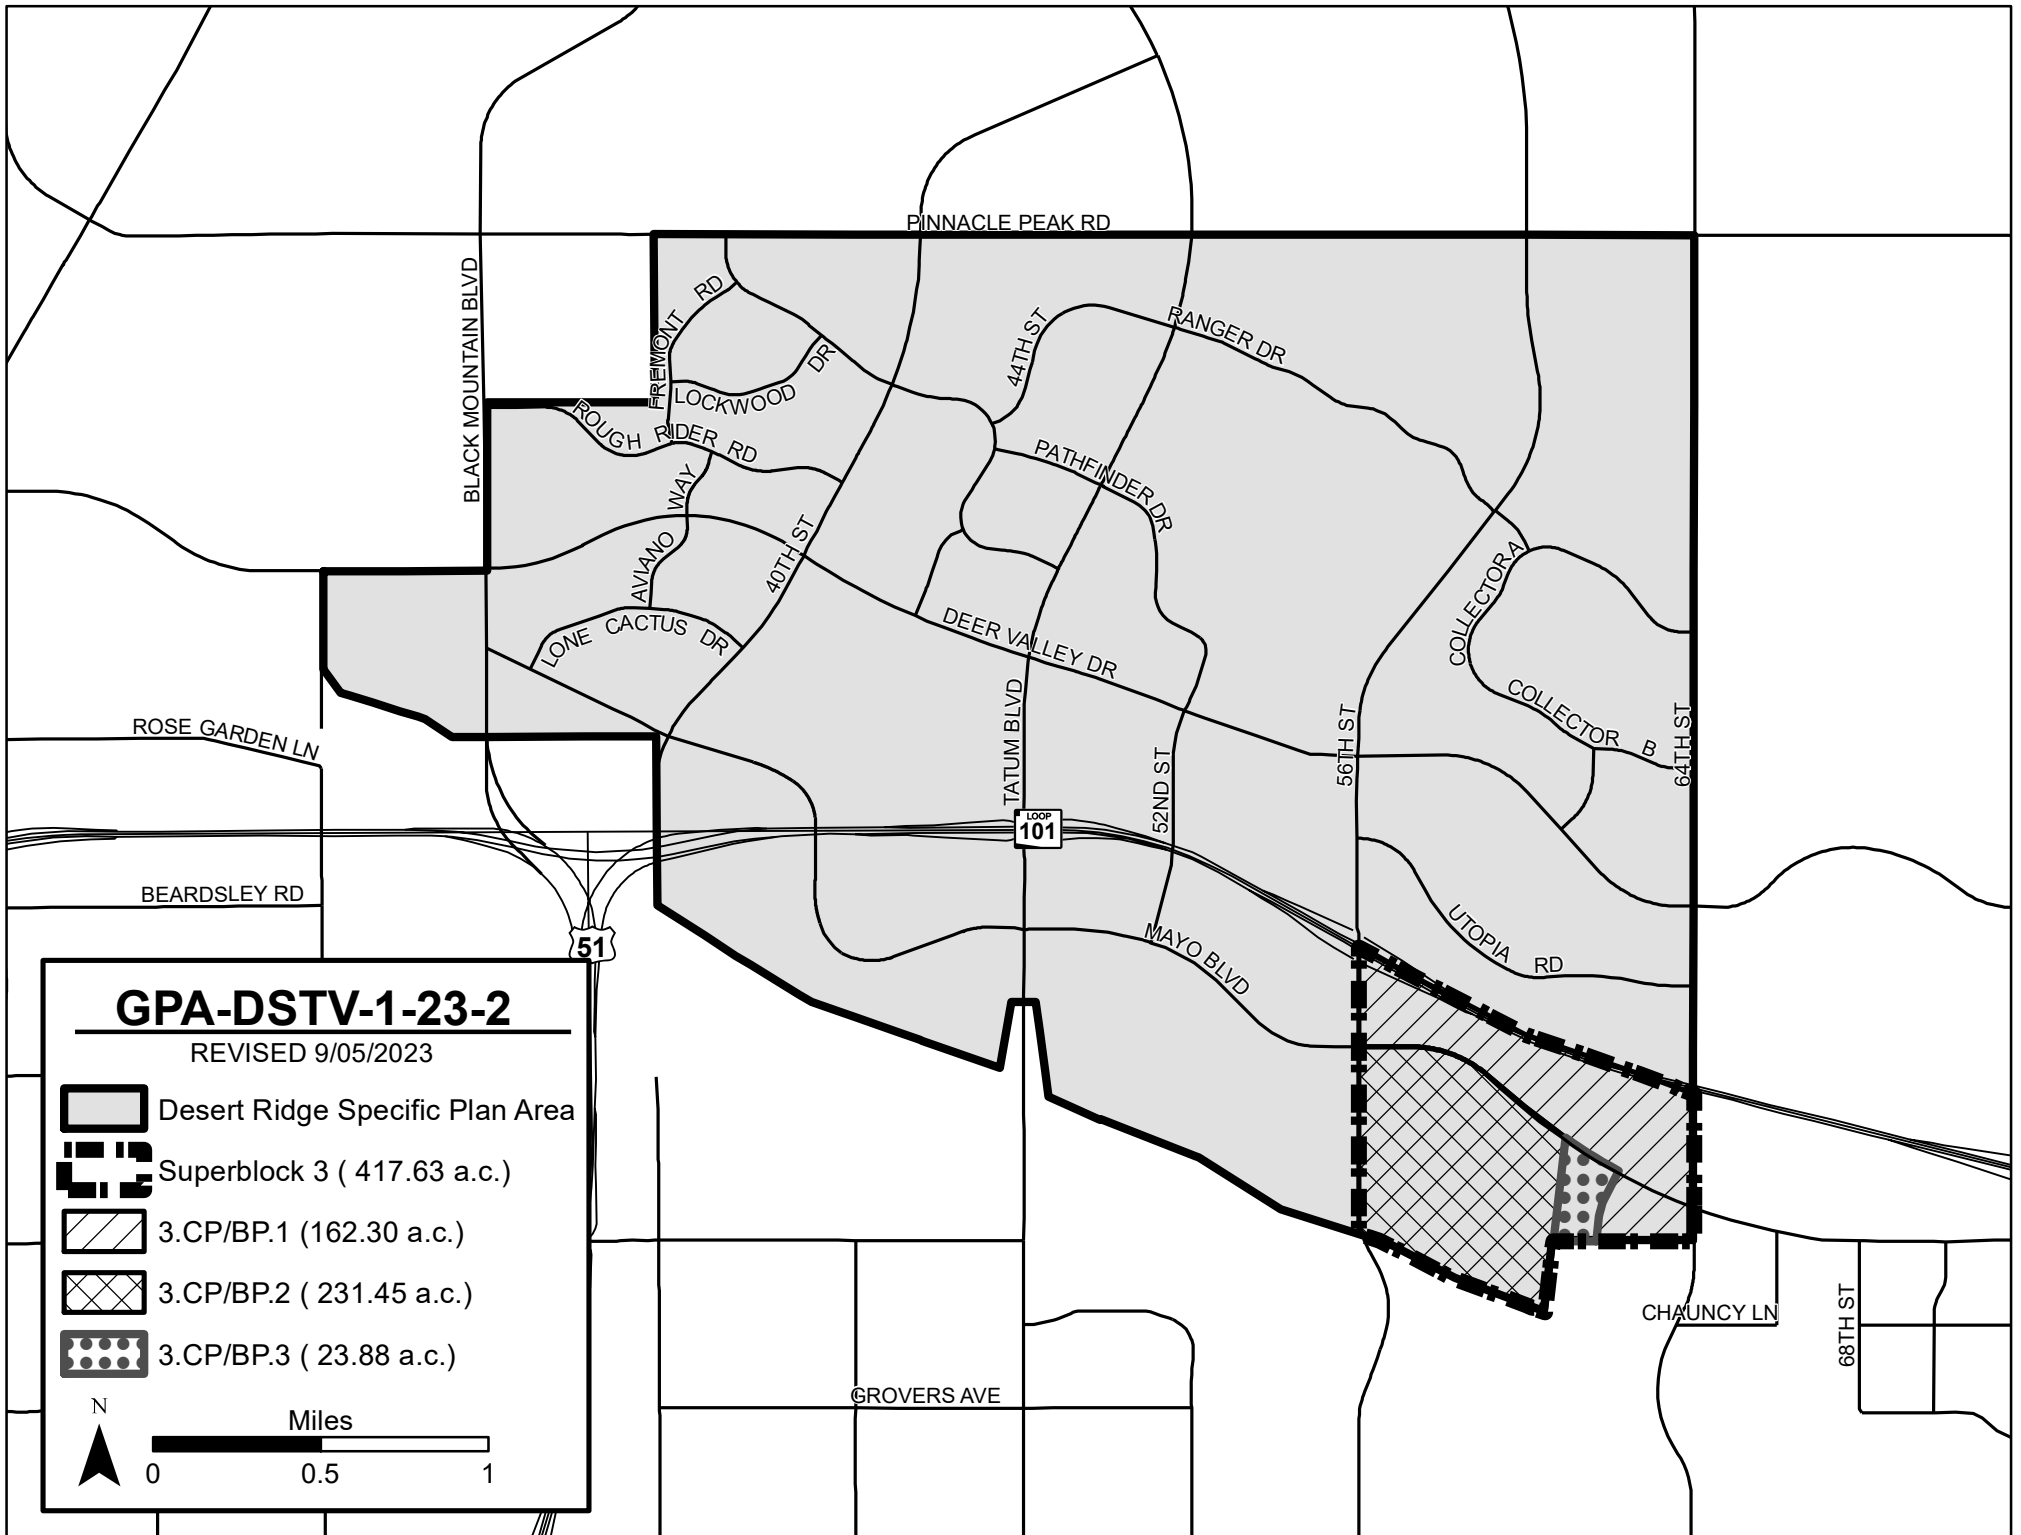 PINNACLE PEAK RD
BLACK MOUNTAIN BLVD
FREMONT RD
LOCKWOOD DR
ROUGH RIDER RD
AVIANO WAY
LONE CACTUS DR
40TH ST
44TH ST
RANGER DR
PATHFINDER DR
DEER VALLEY DR
COLLECTOR A
COLLECTOR B
TATUM BLVD
52ND ST
56TH ST
64TH ST
ROSE GARDEN LN
LOOP
101
BEARDSLEY RD
51
UTOPIA RD
MAYO BLVD
CHAUNCY LN
68TH ST
GROVERS AVE
GPA-DSTV-1-23-2
REVISED 9/05/2023
Desert Ridge Specific Plan Area
Superblock 3 ( 417.63 a.c.)
3.CP/BP.1 (162.30 a.c.)
3.CP/BP.2 ( 231.45 a.c.)
3.CP/BP.3 ( 23.88 a.c.)
N
Miles
0 0.5 1